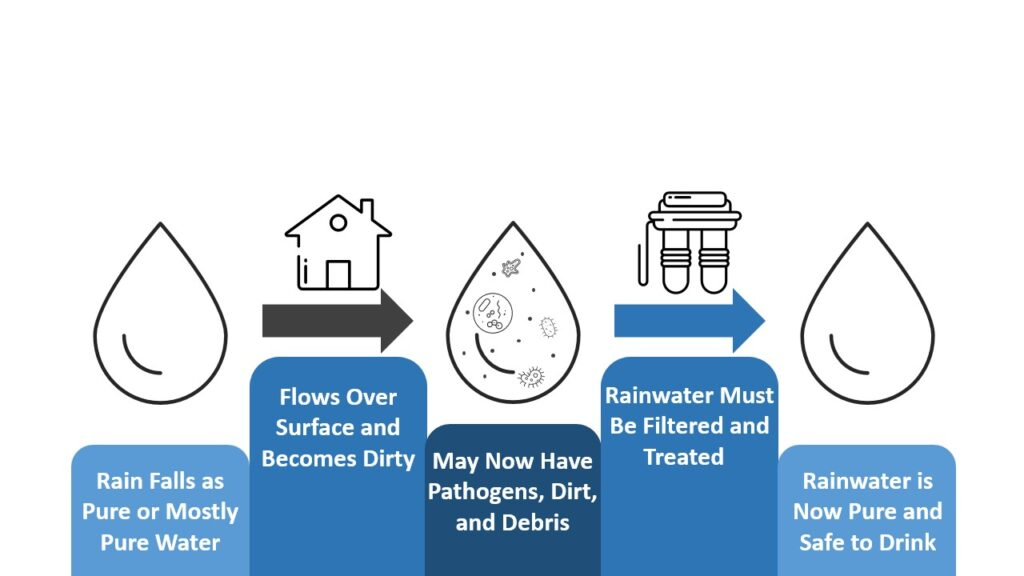 Rain Falls as
Pure or Mostly
Pure Water
Flows Over
Surface and
Becomes Dirty
May Now Have
Pathogens, Dirt,
and Debris
Rainwater Must
Be Filtered and
Treated
Rainwater is
Now Pure and
Safe to Drink